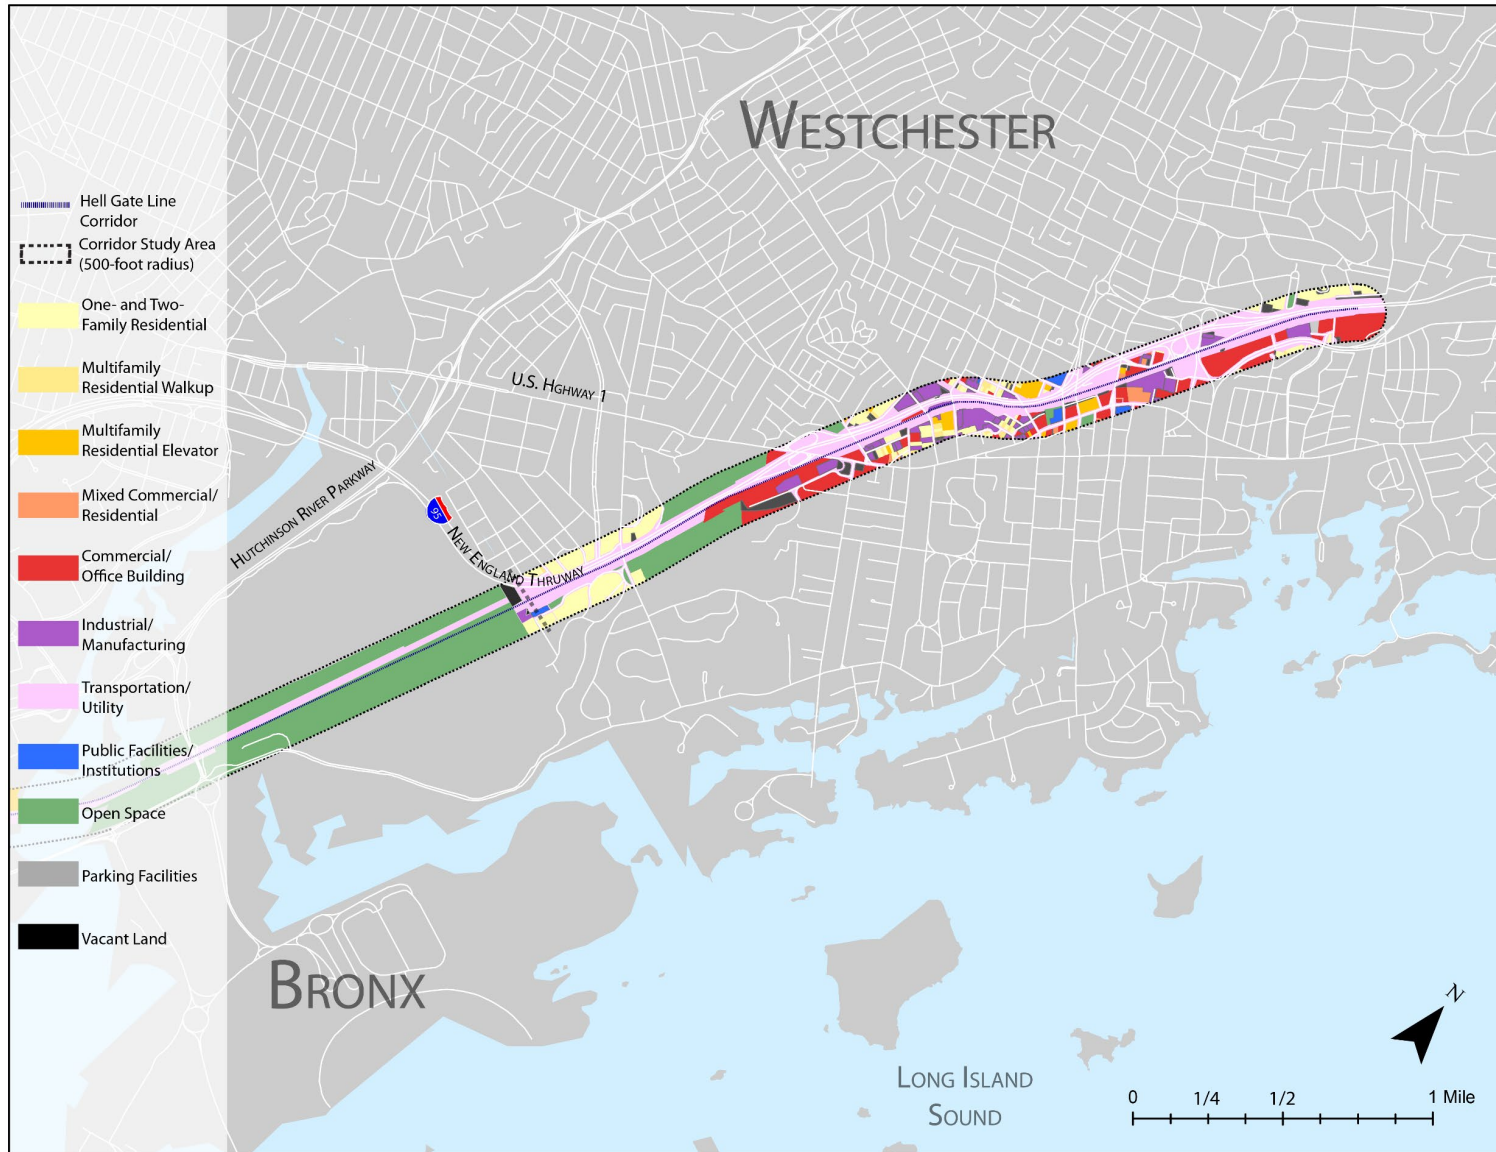 WESTCHESTER
Hell Gate Line
Corridor
Corridor Study Area
(500-foot radius)
One- and Two-
Family Residential
Multifamily
Residential Walkup
Multifamily
Residential Elevator
Mixed Commercial/
Residential
Commercial/
Office Building
Industrial/
Manufacturing
Transportation/
Utility
Public Facilities/
Institutions
Open Space
Parking Facilities
Vacant Land
U.S. HGHWAY 1
HUTCHINSON RIVER PARKWAY
95
NEW ENGLAND THRUWAY
BRONX
LONG ISLAND
SOUND
N
0 1/4 1/2 1 Mile